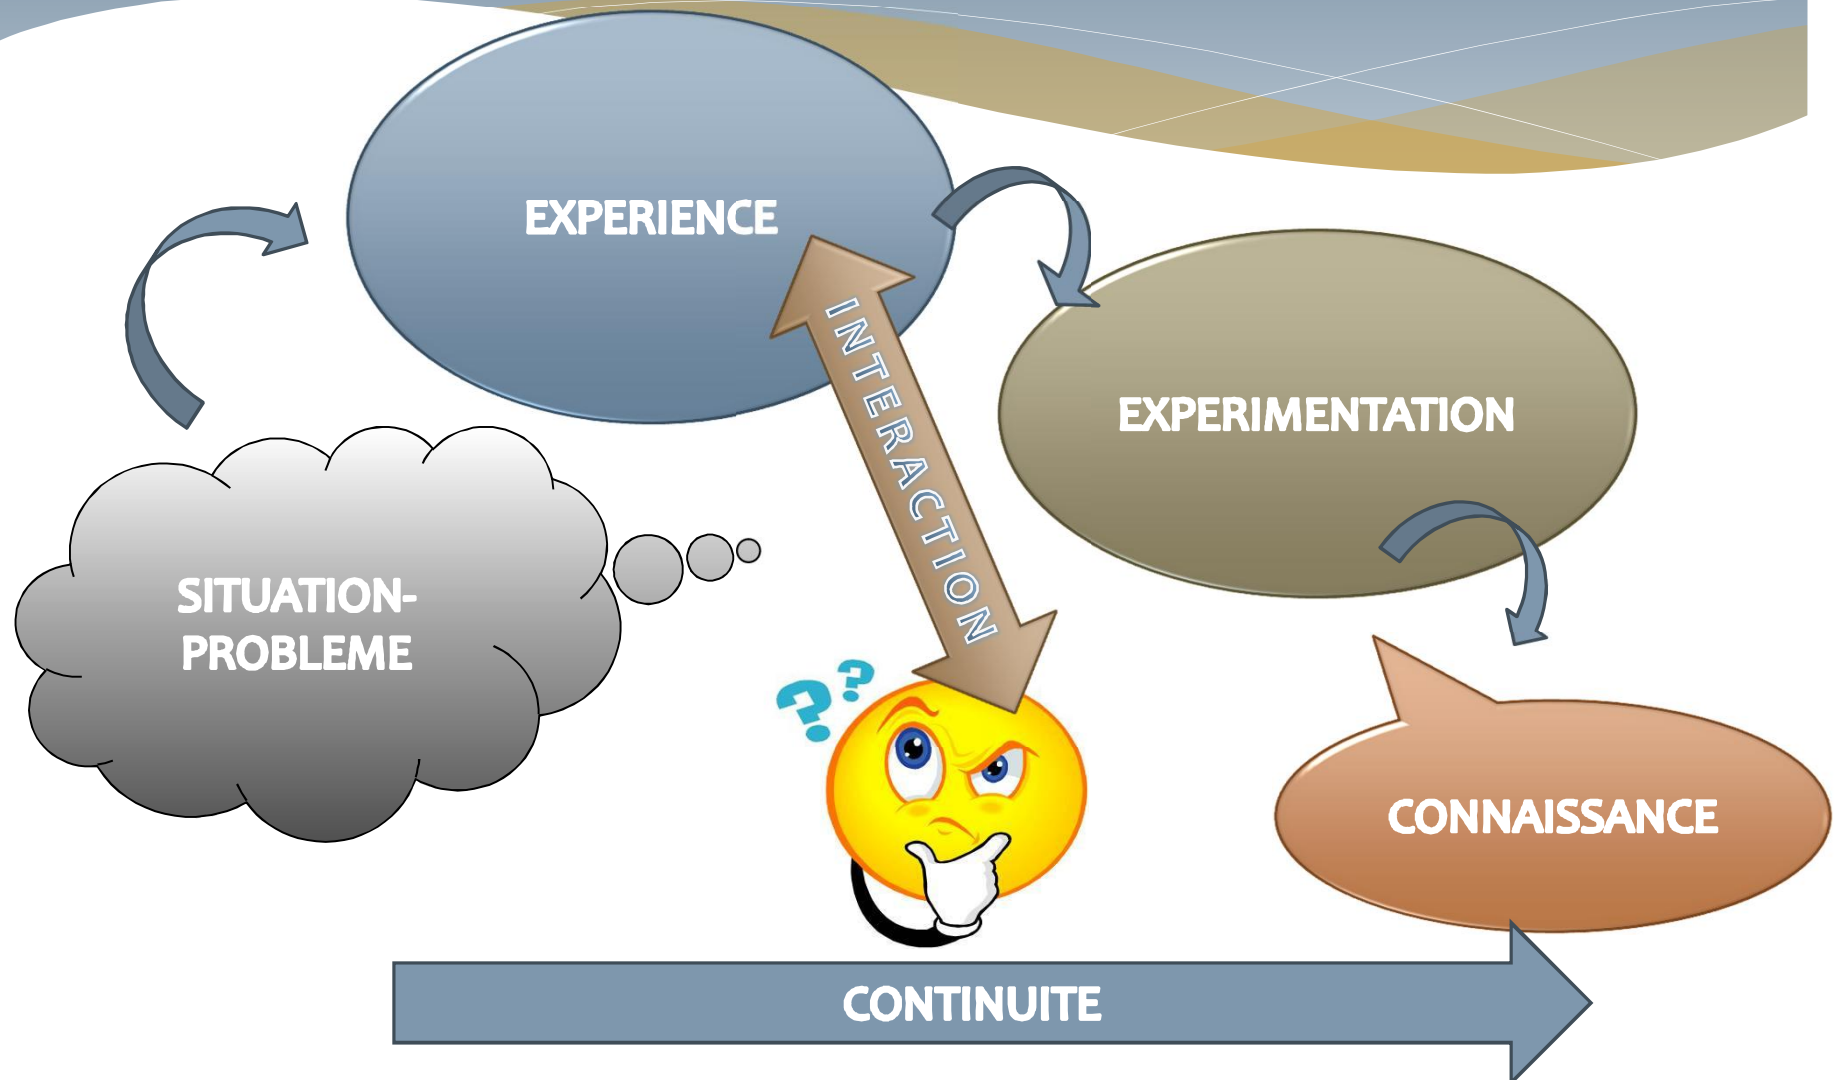 EXPERIENCE
INTERACTION
EXPERIMENTATION
SITUATION-
PROBLEME
? ?
CONNAISSANCE
CONTINUITE